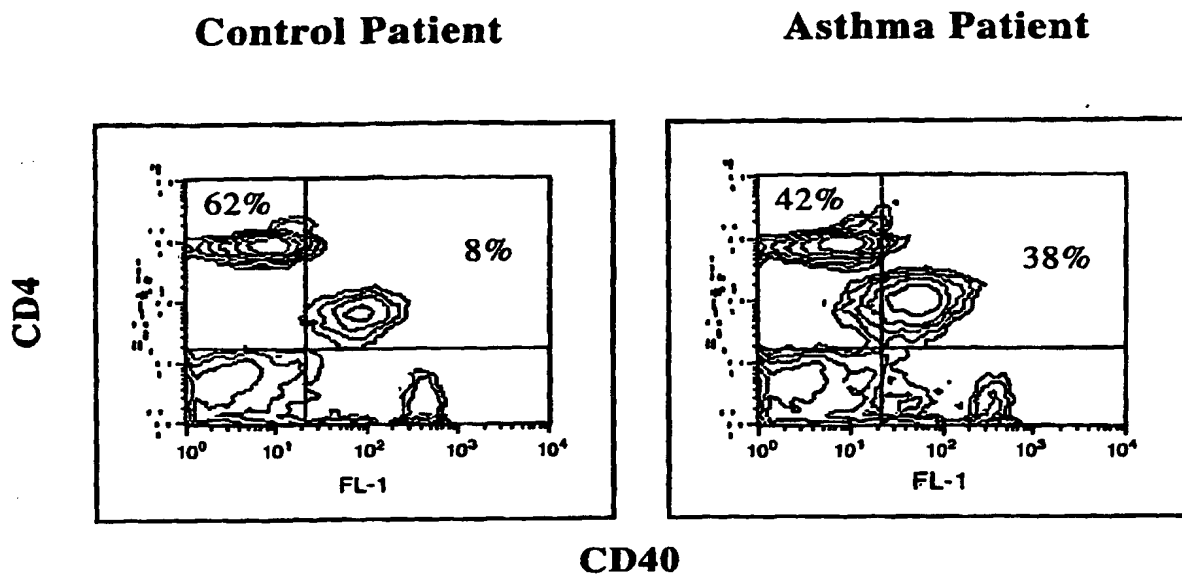 Control Patient
Asthma Patient
62%
8%
42%
38%
CD4
10⁰ 10¹ 10² 10³ 10⁴
FL-1
10⁰ 10¹ 10² 10³ 10⁴
FL-1
CD40